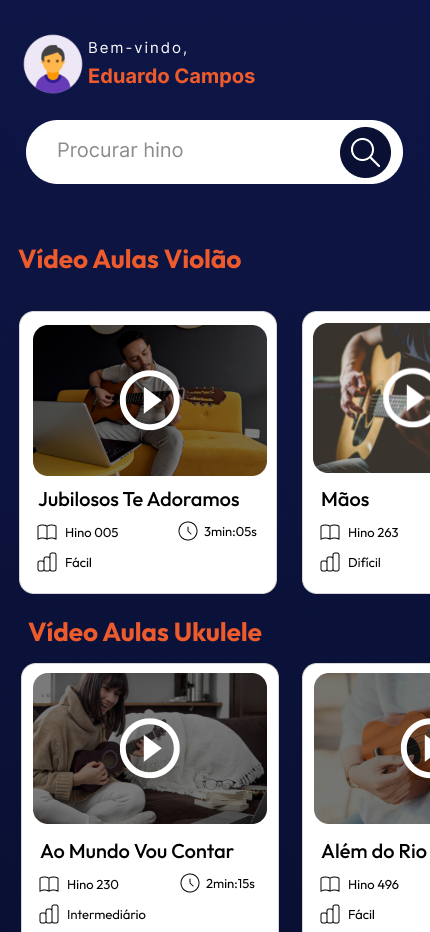 Bem-vindo,
Eduardo Campos
Procurar hino
Vídeo Aulas Violão
Jubilosos Te Adoramos
Hino 005
3min:05s
Fácil
Mãos
Hino 263
Difícil
Vídeo Aulas Ukulele
Ao Mundo Vou Contar
Hino 230
2min:15s
Intermediário
Além do Rio
Hino 496
Fácil